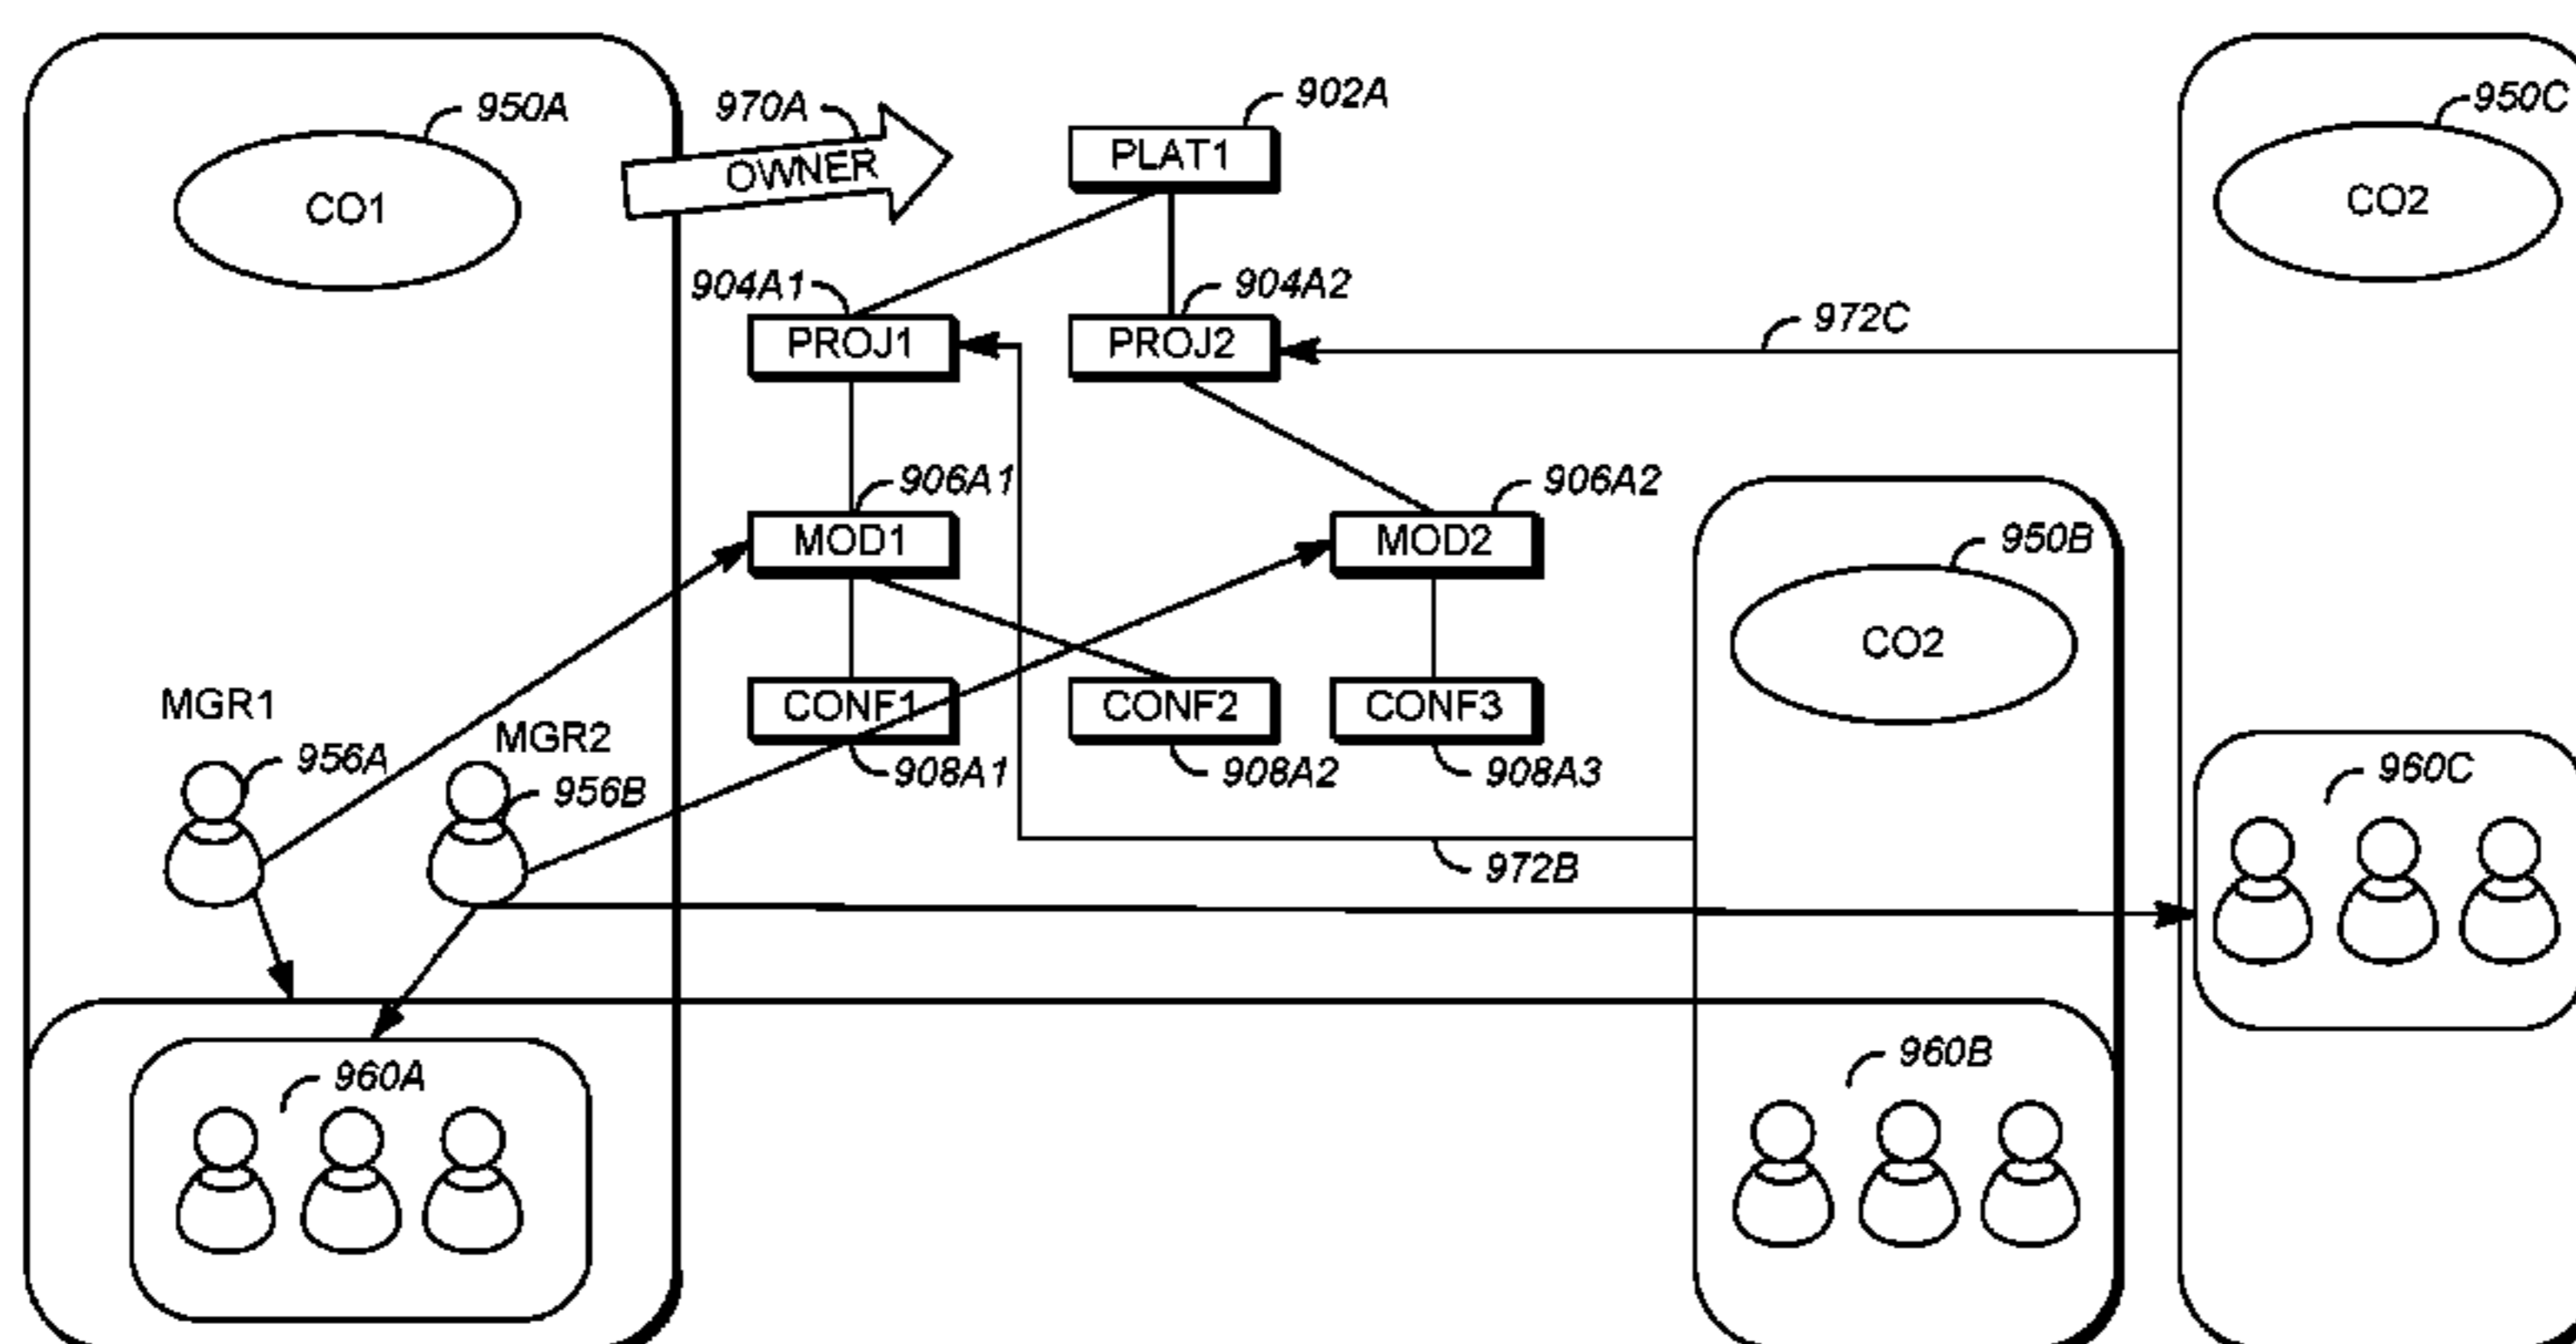 950A
970A
902A
950C
OWNER
PLAT1
CO1
CO2
904A1
904A2
972C
PROJ1
PROJ2
906A1
906A2
950B
MOD1
MOD2
CO2
MGR1
MGR2
CONF1
CONF2
CONF3
956A
956B
908A1
908A2
908A3
960C
972B
960A
960B